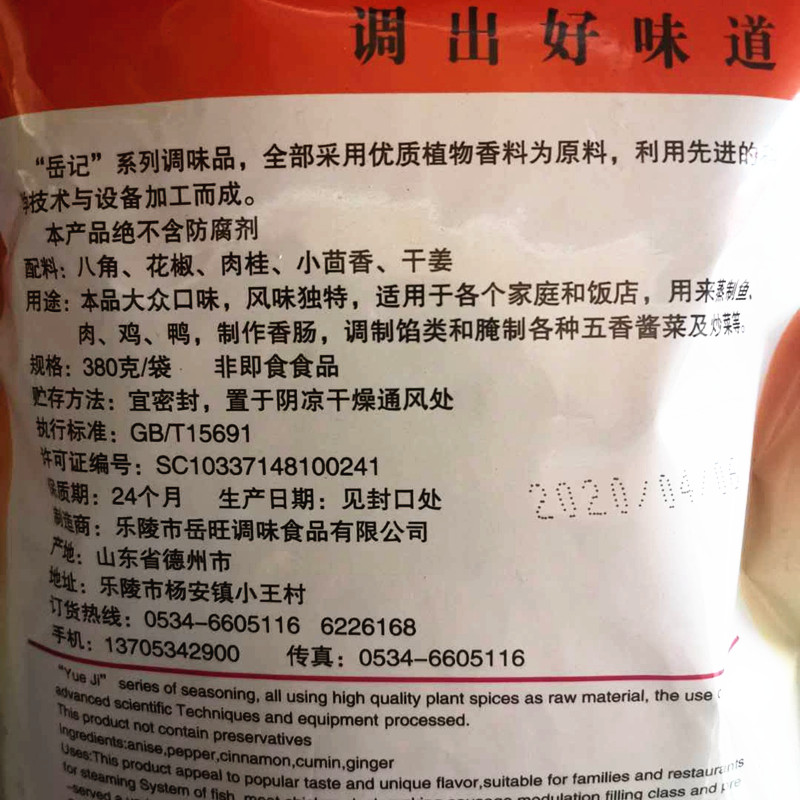 调出好味道
“岳记”系列调味品，全部采用优质植物香料为原料，利用先进的
技术与设备加工而成。
本产品绝不含防腐剂
配料：八角、花椒、肉桂、小茴香、干姜
用途：本品大众口味，风味独特，适用于各个家庭和饭店，用来蒸制鱼、
肉、鸡、鸭，制作香肠，调制馅类和腌制各种五香酱菜及炒菜等。
规格：380克/袋 非即食食品
贮存方法：宜密封，置于阴凉干燥通风处
执行标准：GB/T15691
许可证编号：SC10337148100241
保质期：24个月 生产日期：见封口处
2020/04/06
制造商：乐陵市岳旺调味食品有限公司
产地：山东省德州市
地址：乐陵市杨安镇小王村
订货热线：0534-6605116 6226168
手机：13705342900 传真：0534-6605116
“Yue Ji” series of seasoning, all using high quality plant spices as raw material, the use
advanced scientific Techniques and equipment processed.
This product not contain preservatives
Ingredients:anise,pepper,cinnamon,cumin,ginger
Uses:This product appeal to popular taste and unique flavor,suitable for families and restaurants
for steaming System of fish, sausage modulation filling class and
-served